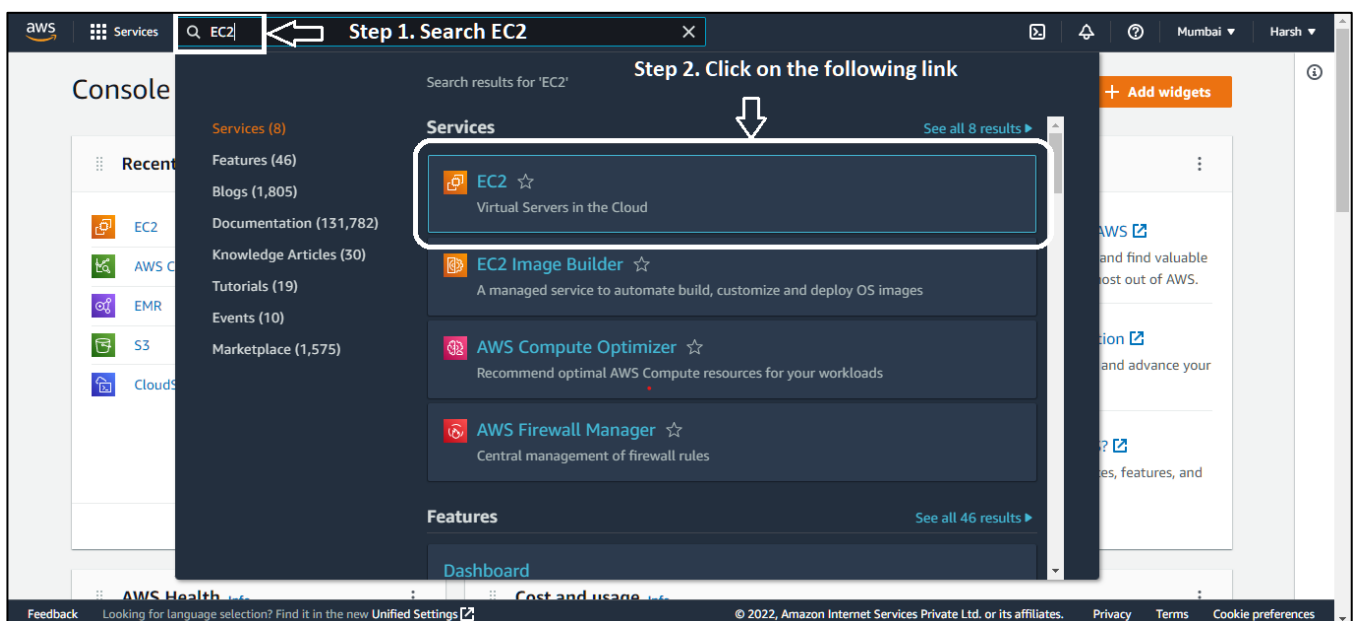 aws
Services
EC2
Step 1. Search EC2
Mumbai
Harsh
Console
Search results for 'EC2'
Step 2. Click on the following link
Add widgets
Services (8)
Features (46)
Blogs (1,805)
Documentation (131,782)
Knowledge Articles (30)
Tutorials (19)
Events (10)
Marketplace (1,575)
Services
See all 8 results
EC2
Virtual Servers in the Cloud
EC2 Image Builder
A managed service to automate build, customize and deploy OS images
AWS Compute Optimizer
Recommend optimal AWS Compute resources for your workloads
AWS Firewall Manager
Central management of firewall rules
Features
See all 46 results
Dashboard
Recent
EC2
AWS C
EMR
S3
CloudS
AWS
and find valuable
ost out of AWS.
tion
and advance your
?
es, features, and
AWS Health
Cost and usage
Feedback
Looking for language selection? Find it in the new Unified Settings
© 2022, Amazon Internet Services Private Ltd. or its affiliates.
Privacy
Terms
Cookie preferences